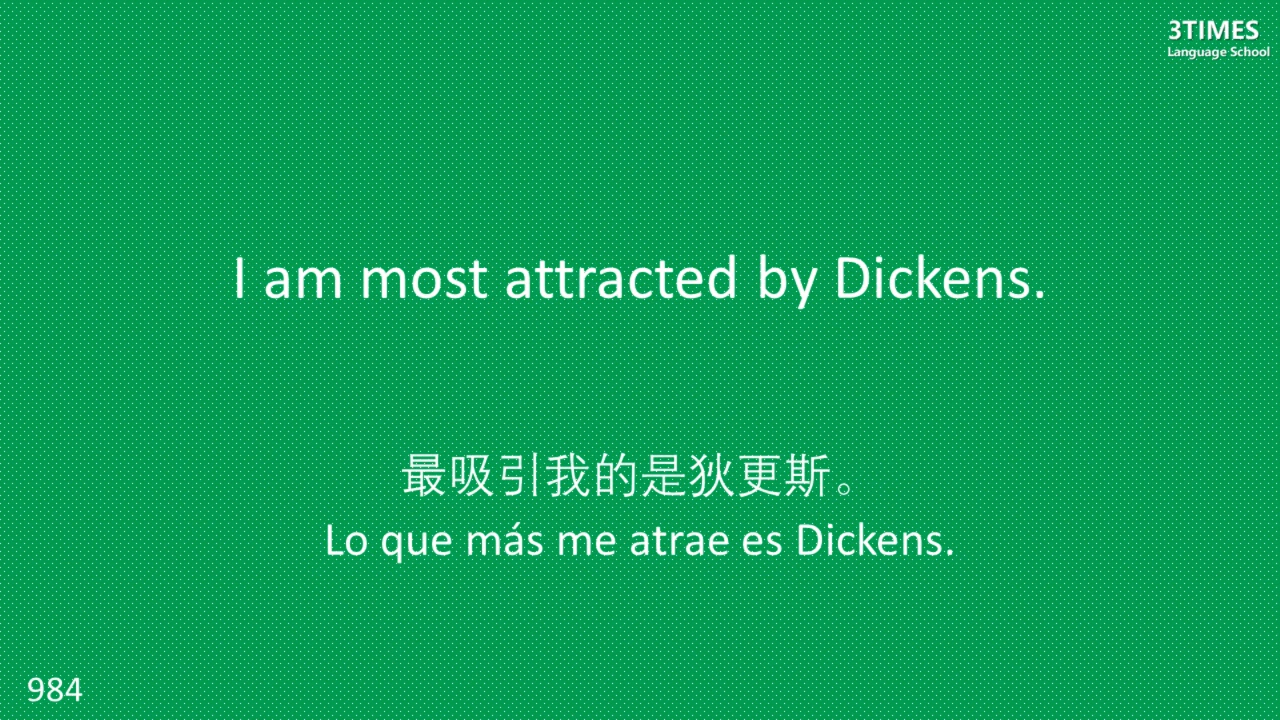 3TIMES
Language School
I am most attracted by Dickens.
最吸引我的是狄更斯。
Lo que más me atrae es Dickens.
984